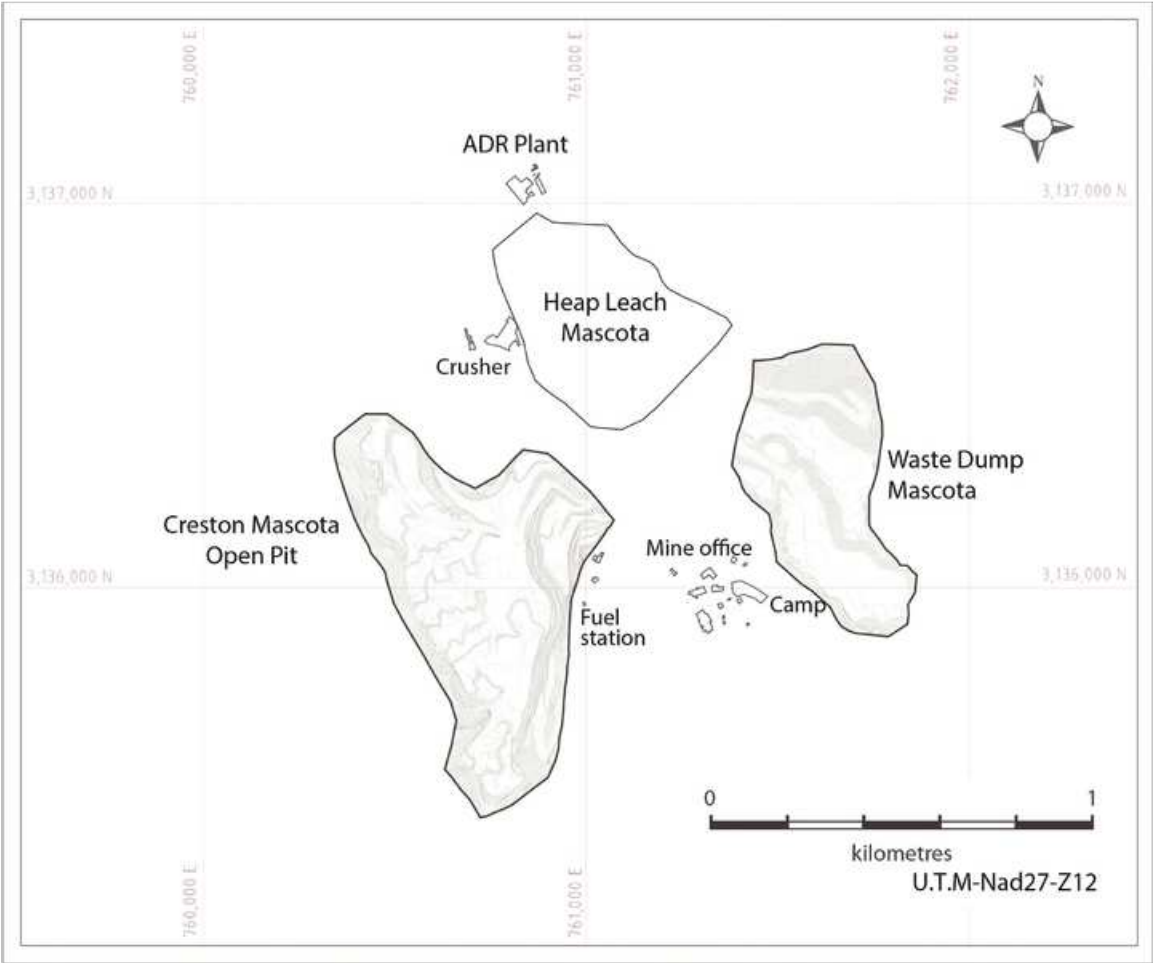 760,000 E
761,000 E
762,000 E
N
ADR Plant
3,137,000 N
3,137,000 N
Heap Leach
Mascota
Crusher
Waste Dump
Mascota
Creston Mascota
Open Pit
Mine office
3,136,000 N
3,136,000 N
Camp
Fuel
station
0
1
kilometres
U.T.M-Nad27-Z12
760,000 E
761,000 E